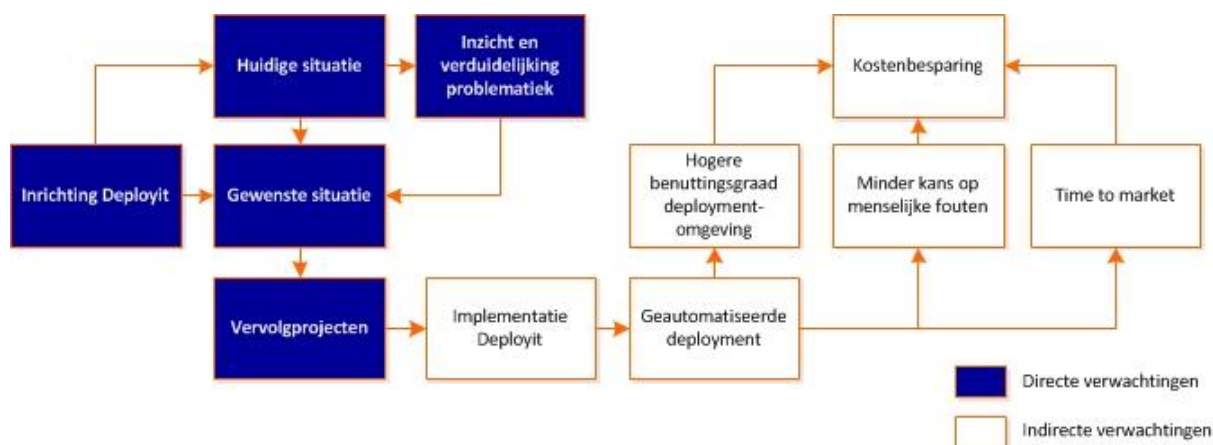 Huidige situatie
Inzicht en
verduidelijking
problematiek
Kostenbesparing
Inrichting Deployit
Gewenste situatie
Hogere
benuttingsgraad
deployment-
omgeving
Minder kans op
menselijke fouten
Time to market
Vervolgprojecten
Implementatie
Deployit
Geautomatiseerde
deployment
Directe verwachtingen
Indirecte verwachtingen